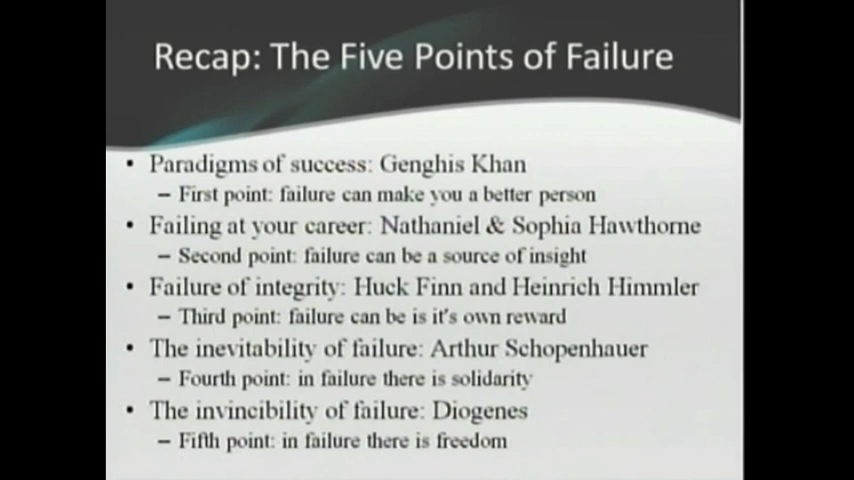 Recap: The Five Points of Failure
• Paradigms of success: Genghis Khan
– First point: failure can make you a better person
• Failing at your career: Nathaniel & Sophia Hawthorne
– Second point: failure can be a source of insight
• Failure of integrity: Huck Finn and Heinrich Himmler
– Third point: failure can be is it's own reward
• The inevitability of failure: Arthur Schopenhauer
– Fourth point: in failure there is solidarity
• The invincibility of failure: Diogenes
– Fifth point: in failure there is freedom